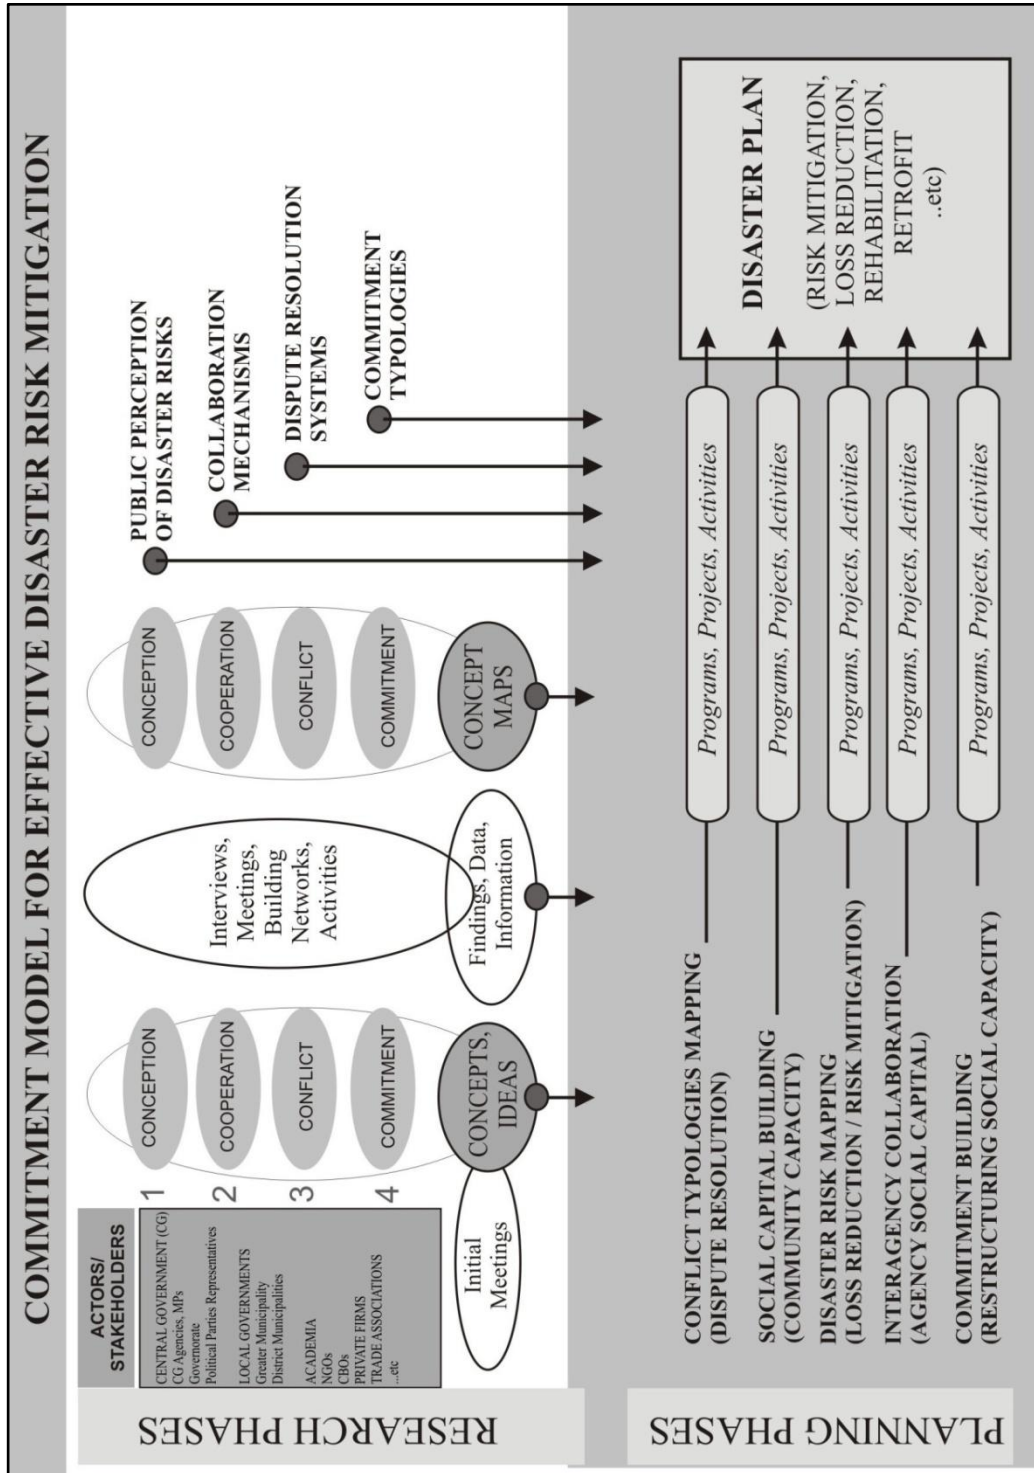 COMMITMENT MODEL FOR EFFECTIVE DISASTER RISK MITIGATION
RESEARCH PHASES
ACTORS/
STAKEHOLDERS
CENTRAL GOVERNMENT (CG)
CG Agencies, MPs
Governorate
Political Parties Representatives
LOCAL GOVERNMENTS
Greater Municipality
District Municipalities
ACADEMIA
NGOs
CBOs
PRIVATE FIRMS
TRADE ASSOCIATIONS
...etc
Initial
Meetings
1
2
3
4
CONCEPTION
COOPERATION
CONFLICT
COMMITMENT
CONCEPTS,
IDEAS
Interviews,
Meetings,
Building
Networks,
Activities
Findings, Data,
Information
CONCEPTION
COOPERATION
CONFLICT
COMMITMENT
CONCEPT
MAPS
PUBLIC PERCEPTION
OF DISASTER RISKS
COLLABORATION
MECHANISMS
DISPUTE RESOLUTION
SYSTEMS
COMMITMENT
TYPOLOGIES
PLANNING PHASES
CONFLICT TYPOLOGIES MAPPING
(DISPUTE RESOLUTION)
SOCIAL CAPITAL BUILDING
(COMMUNITY CAPACITY)
DISASTER RISK MAPPING
(LOSS REDUCTION / RISK MITIGATION)
INTERAGENCY COLLABORATION
(AGENCY SOCIAL CAPITAL)
COMMITMENT BUILDING
(RESTRUCTURING SOCIAL CAPACITY)
Programs, Projects, Activities
Programs, Projects, Activities
Programs, Projects, Activities
Programs, Projects, Activities
Programs, Projects, Activities
DISASTER PLAN
(RISK MITIGATION,
LOSS REDUCTION,
REHABILITATION,
RETROFIT
..etc)